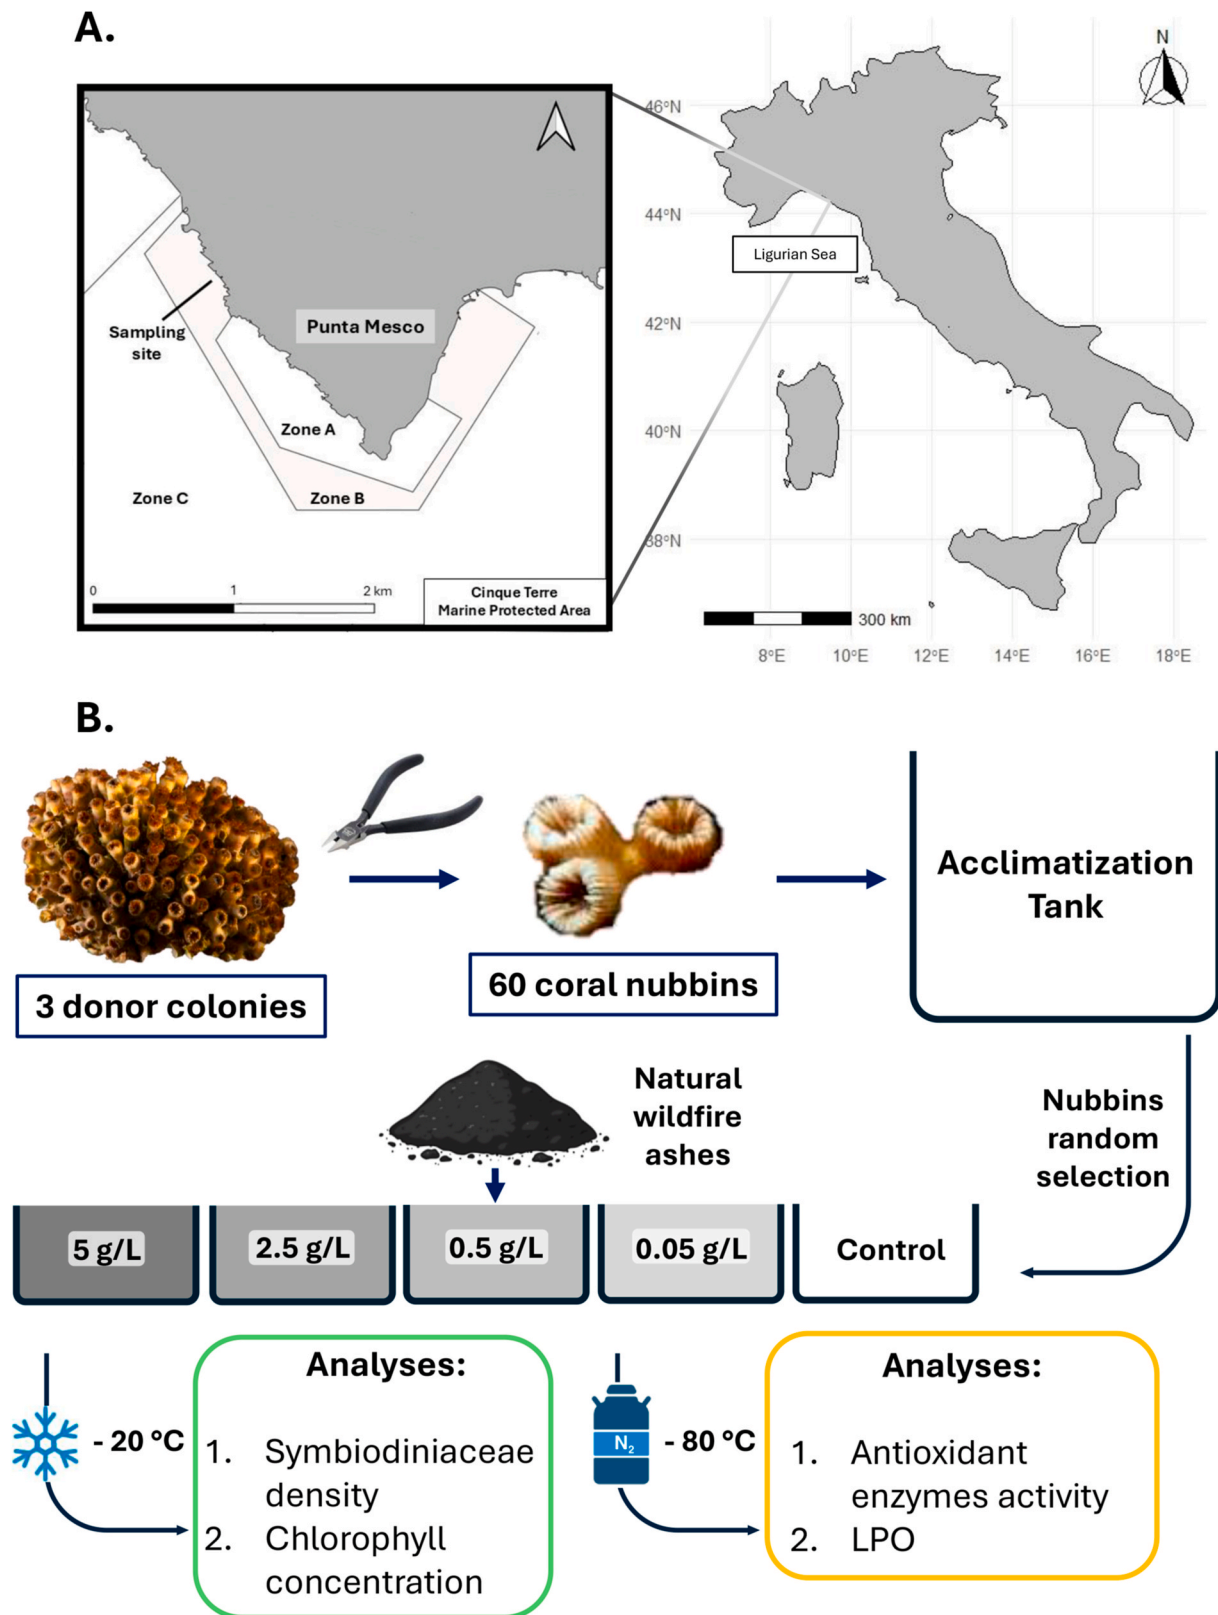 A.
N
46°N
44°N
Ligurian Sea
42°N
40°N
38°N
Sampling
site
Punta Mesco
Zone A
Zone C
Zone B
0 1 2 km
Cinque Terre
Marine Protected Area
300 km
8°E 10°E 12°E 14°E 16°E 18°E
B.
3 donor colonies
60 coral nubbins
Acclimatization
Tank
Natural
wildfire
ashes
Nubbins
random
selection
5 g/L
2.5 g/L
0.5 g/L
0.05 g/L
Control
- 20 °C
Analyses:
1. Symbiodiniaceae
density
2. Chlorophyll
concentration
N₂
- 80 °C
Analyses:
1. Antioxidant
enzymes activity
2. LPO